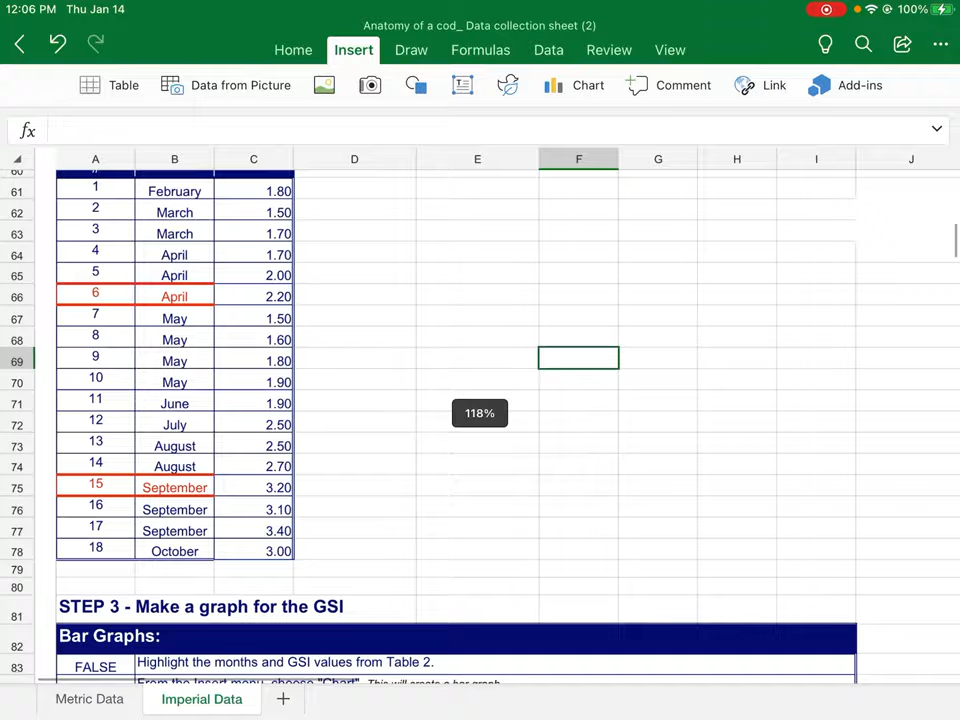 12:06 PM Thu Jan 14 100%
Anatomy of a cod_ Data collection sheet (2)
Home Insert Draw Formulas Data Review View
Table Data from Picture Chart Comment Link Add-ins
fx
A B C D E F G H I J
60
61 1 February 1.80
62 2 March 1.50
63 3 March 1.70
64 4 April 1.70
65 5 April 2.00
66 6 April 2.20
67 7 May 1.50
68 8 May 1.60
69 9 May 1.80
70 10 May 1.90
71 11 June 1.90
72 12 July 2.50
73 13 August 2.50
74 14 August 2.70
75 15 September 3.20
76 16 September 3.10
77 17 September 3.40
78 18 October 3.00
118%
79
80
81 STEP 3 - Make a graph for the GSI
82 Bar Graphs:
83 FALSE Highlight the months and GSI values from Table 2.
From the Insert menu, choose "Chart". This will create a bar graph
Metric Data Imperial Data